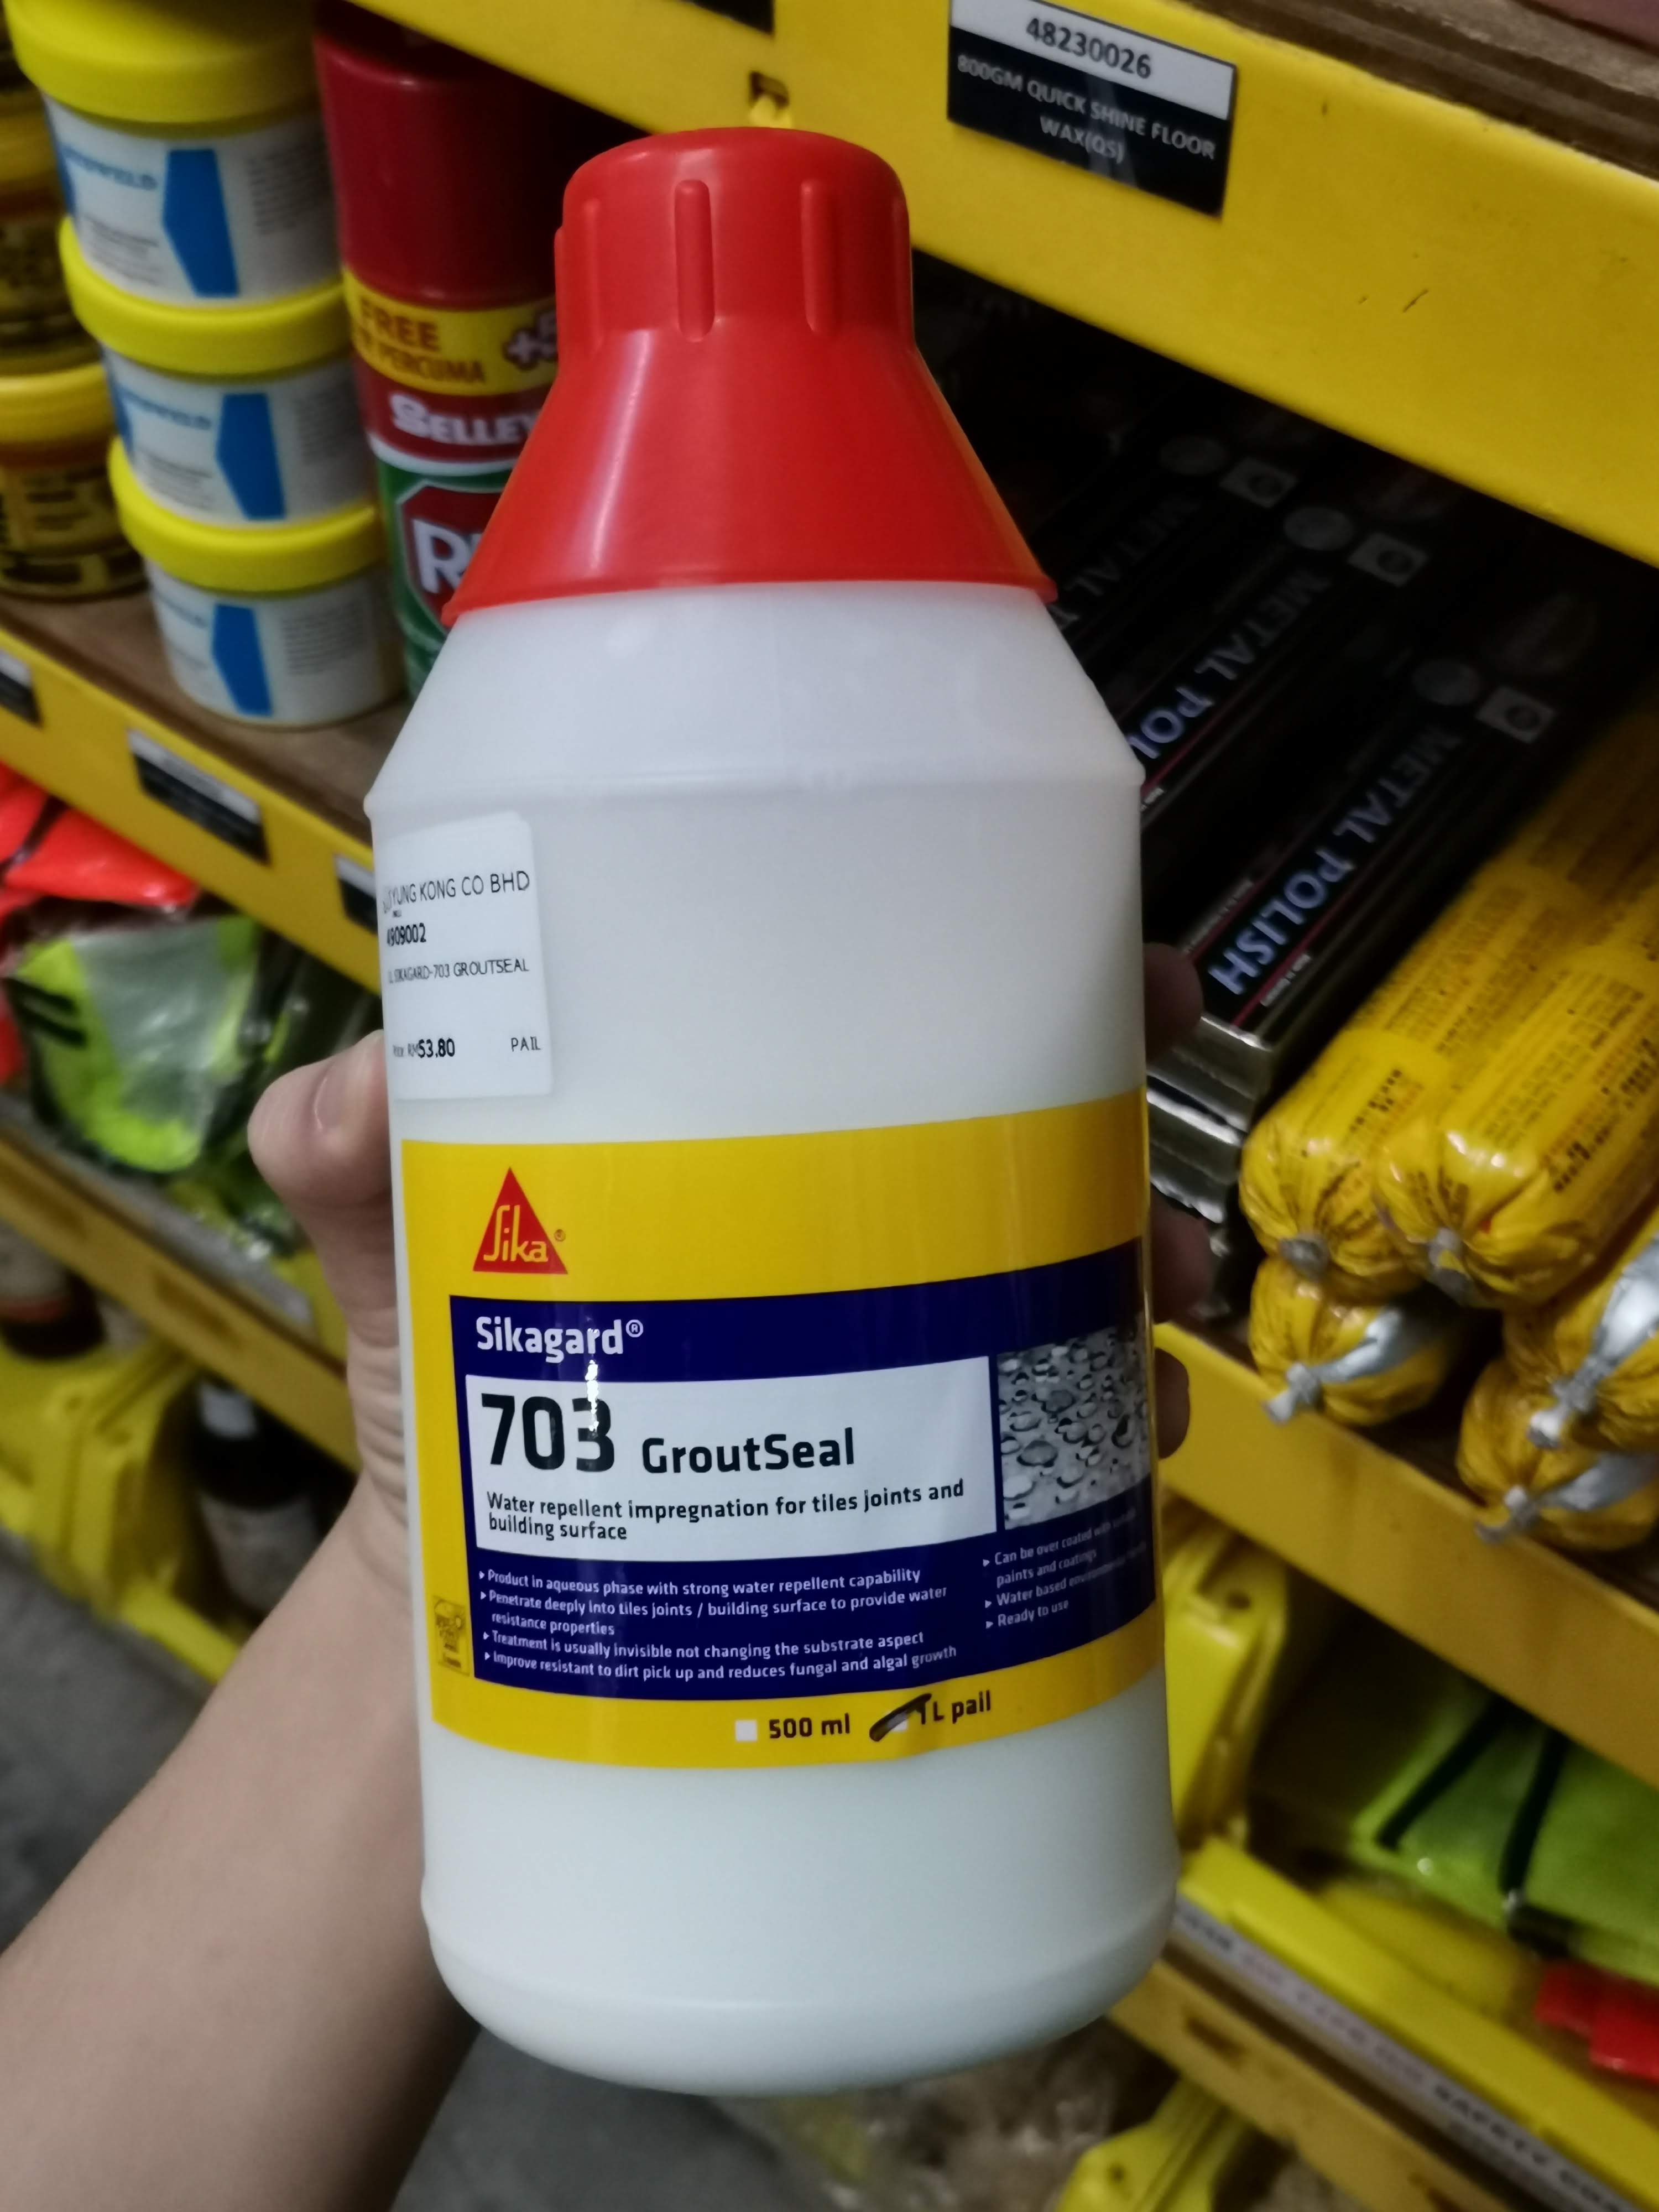 48230026
800GM QUICK SHINE FLOOR
WAX(QS)
FREE
PERCUMA
SELLEY
METAL POLISH
METAL POLISH
YUNG KONG CO BHD
SIKAGARD-703 GROUTSEAL
RM53.80 PAIL
Sika®
Sikagard®
703 GroutSeal
Water repellent impregnation for tiles joints and
building surface
▸ Product in aqueous phase with strong water repellent capability
▸ Penetrate deeply into tiles joints / building surface to provide water
resistance properties
▸ Treatment is usually invisible not changing the substrate aspect
▸ Improve resistant to dirt pick up and reduces fungal and algal growth
▸ Can be over coated with
paints and coatings
▸ Water based
▸ Ready to use
500 ml 1L pail